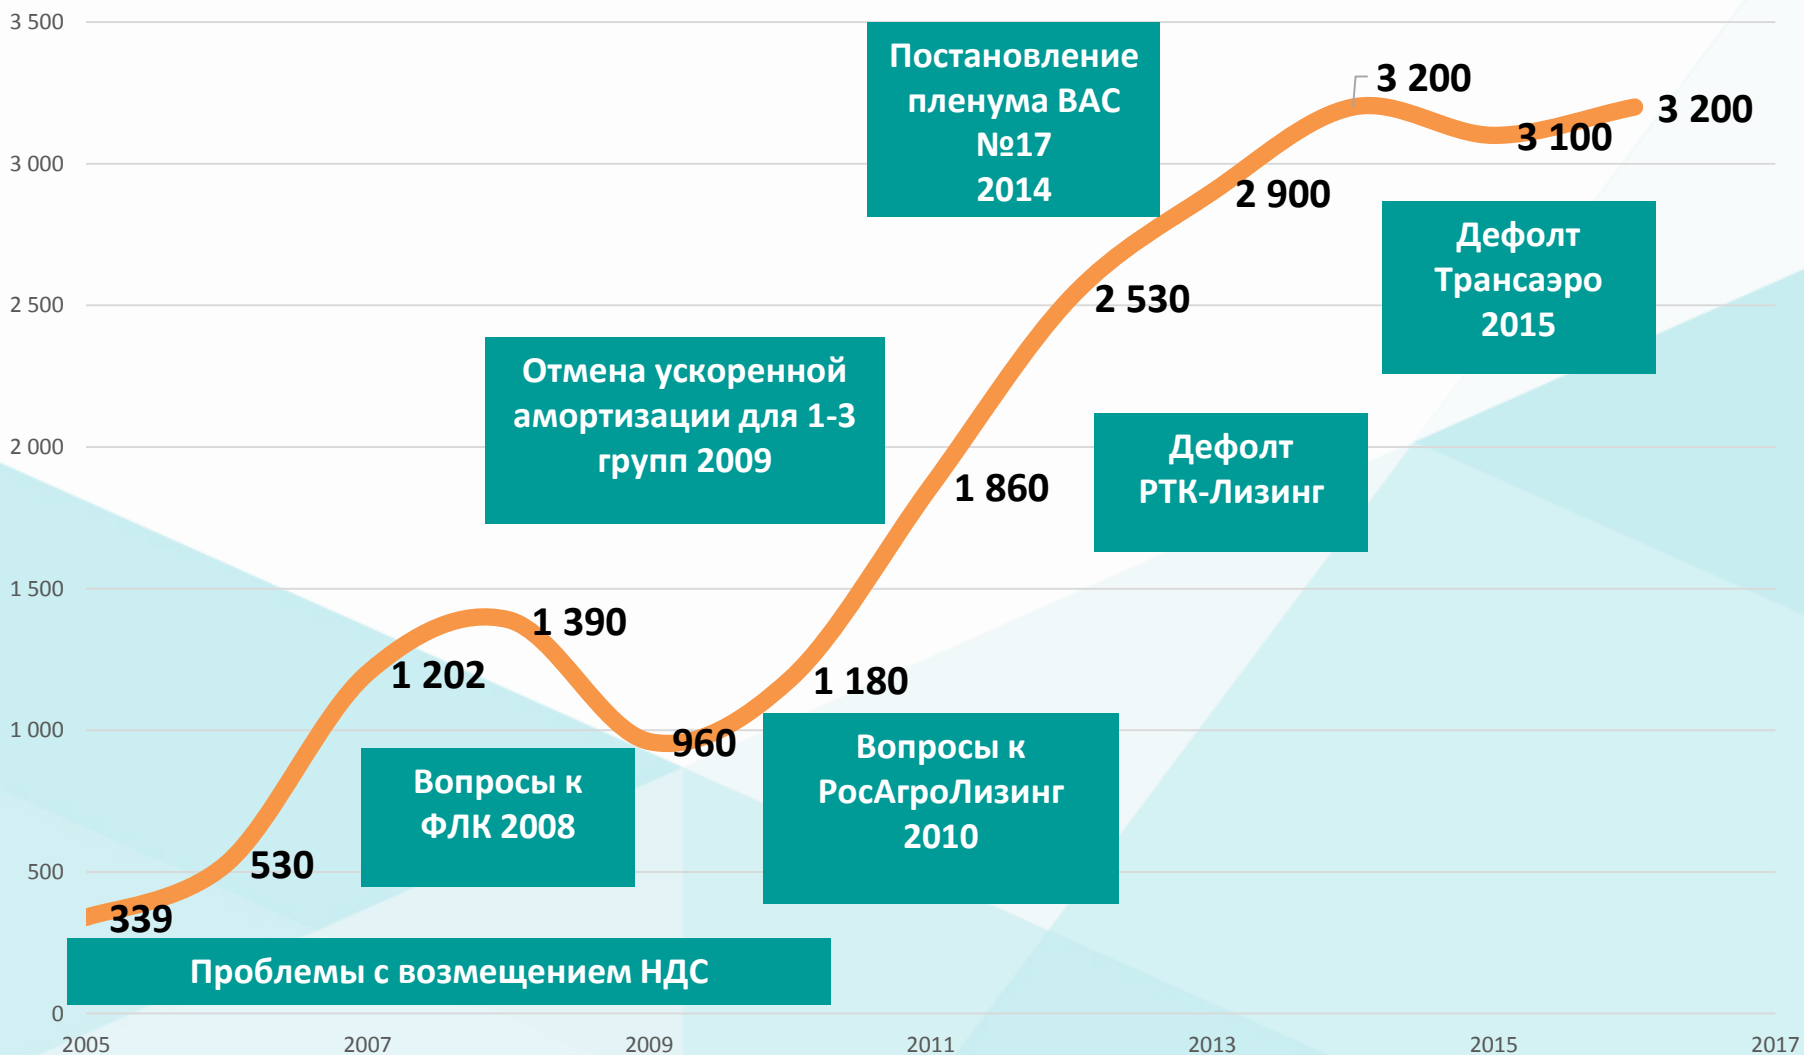 3 500
3 000
2 500
2 000
1 500
1 000
500
0
Постановление
пленума ВАС
№17
2014
3 200
3 200
3 100
2 900
Дефолт
Трансаэро
2015
2 530
Отмена ускоренной
амортизации для 1-3
групп 2009
Дефолт
РТК-Лизинг
1 860
1 390
1 202
1 180
960
Вопросы к
ФЛК 2008
Вопросы к
РосАгроЛизинг
2010
530
339
Проблемы с возмещением НДС
2005
2007
2009
2011
2013
2015
2017